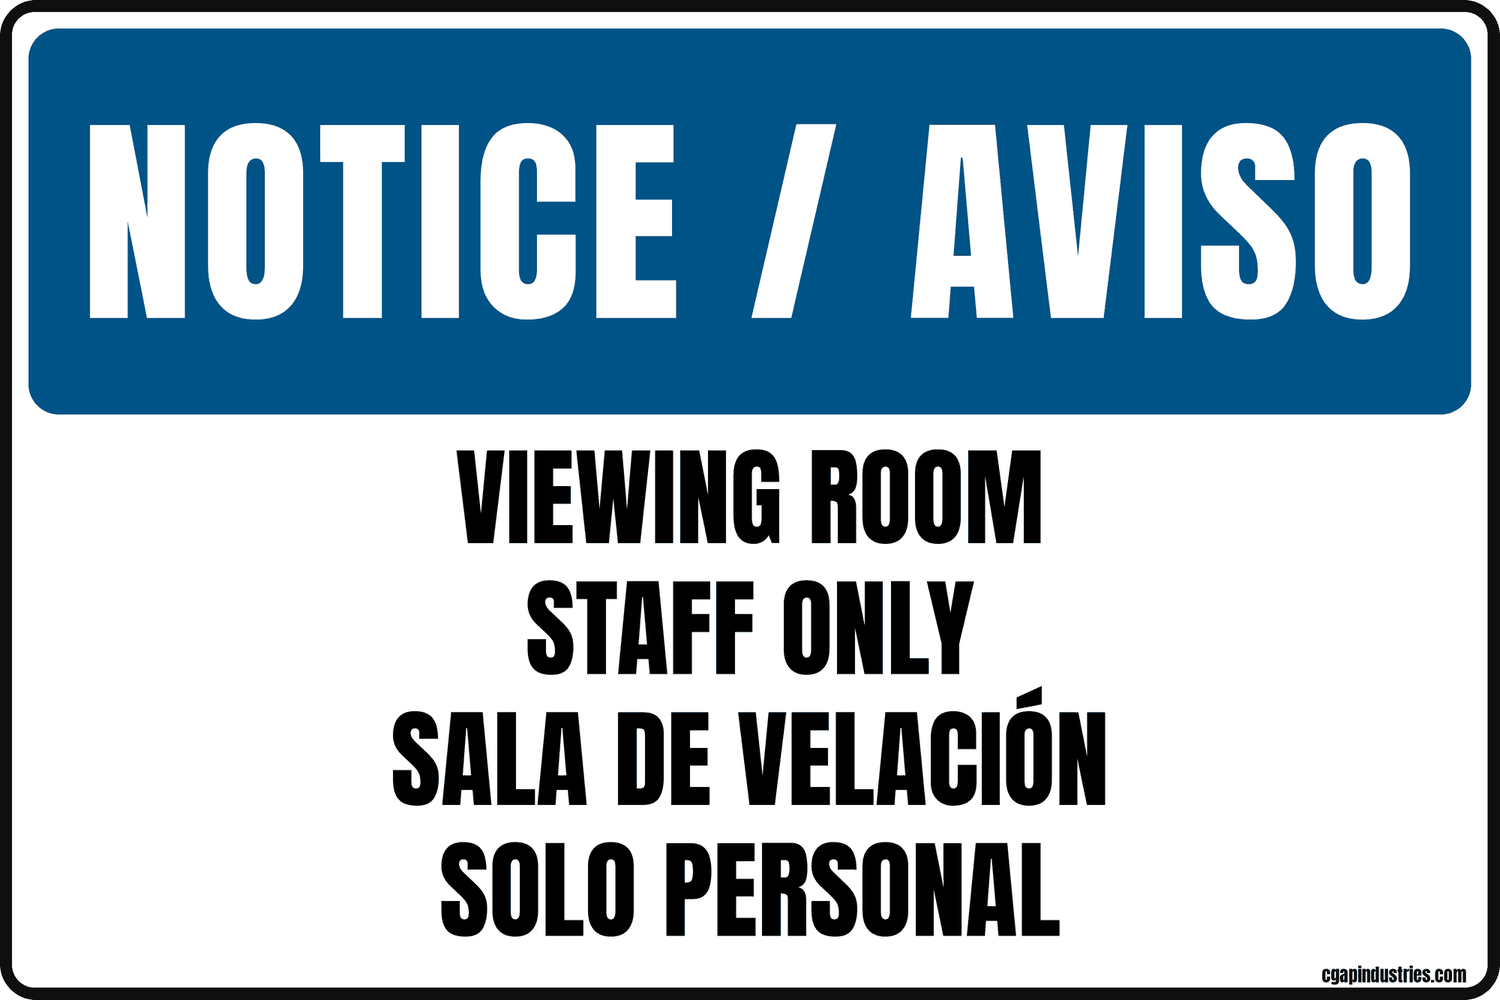 NOTICE / AVISO
VIEWING ROOM
STAFF ONLY
SALA DE VELACIÓN
SOLO PERSONAL
cgapindustries.com